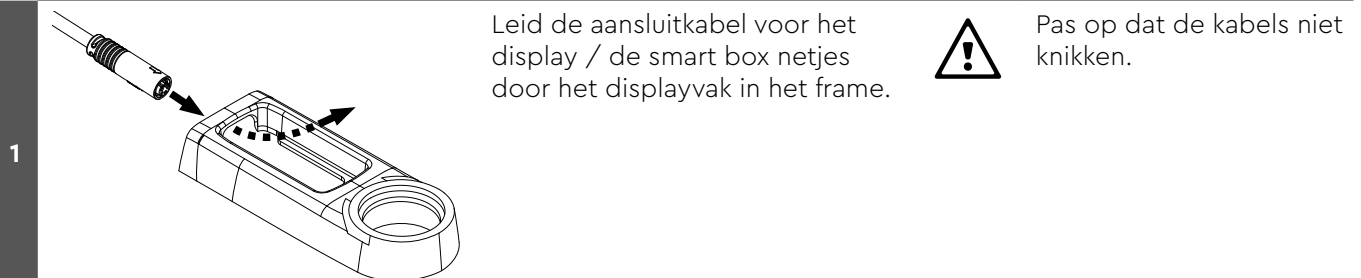 1
Leid de aansluitkabel voor het
display / de smart box netjes
door het displayvak in het frame.
Pas op dat de kabels niet
knikken.